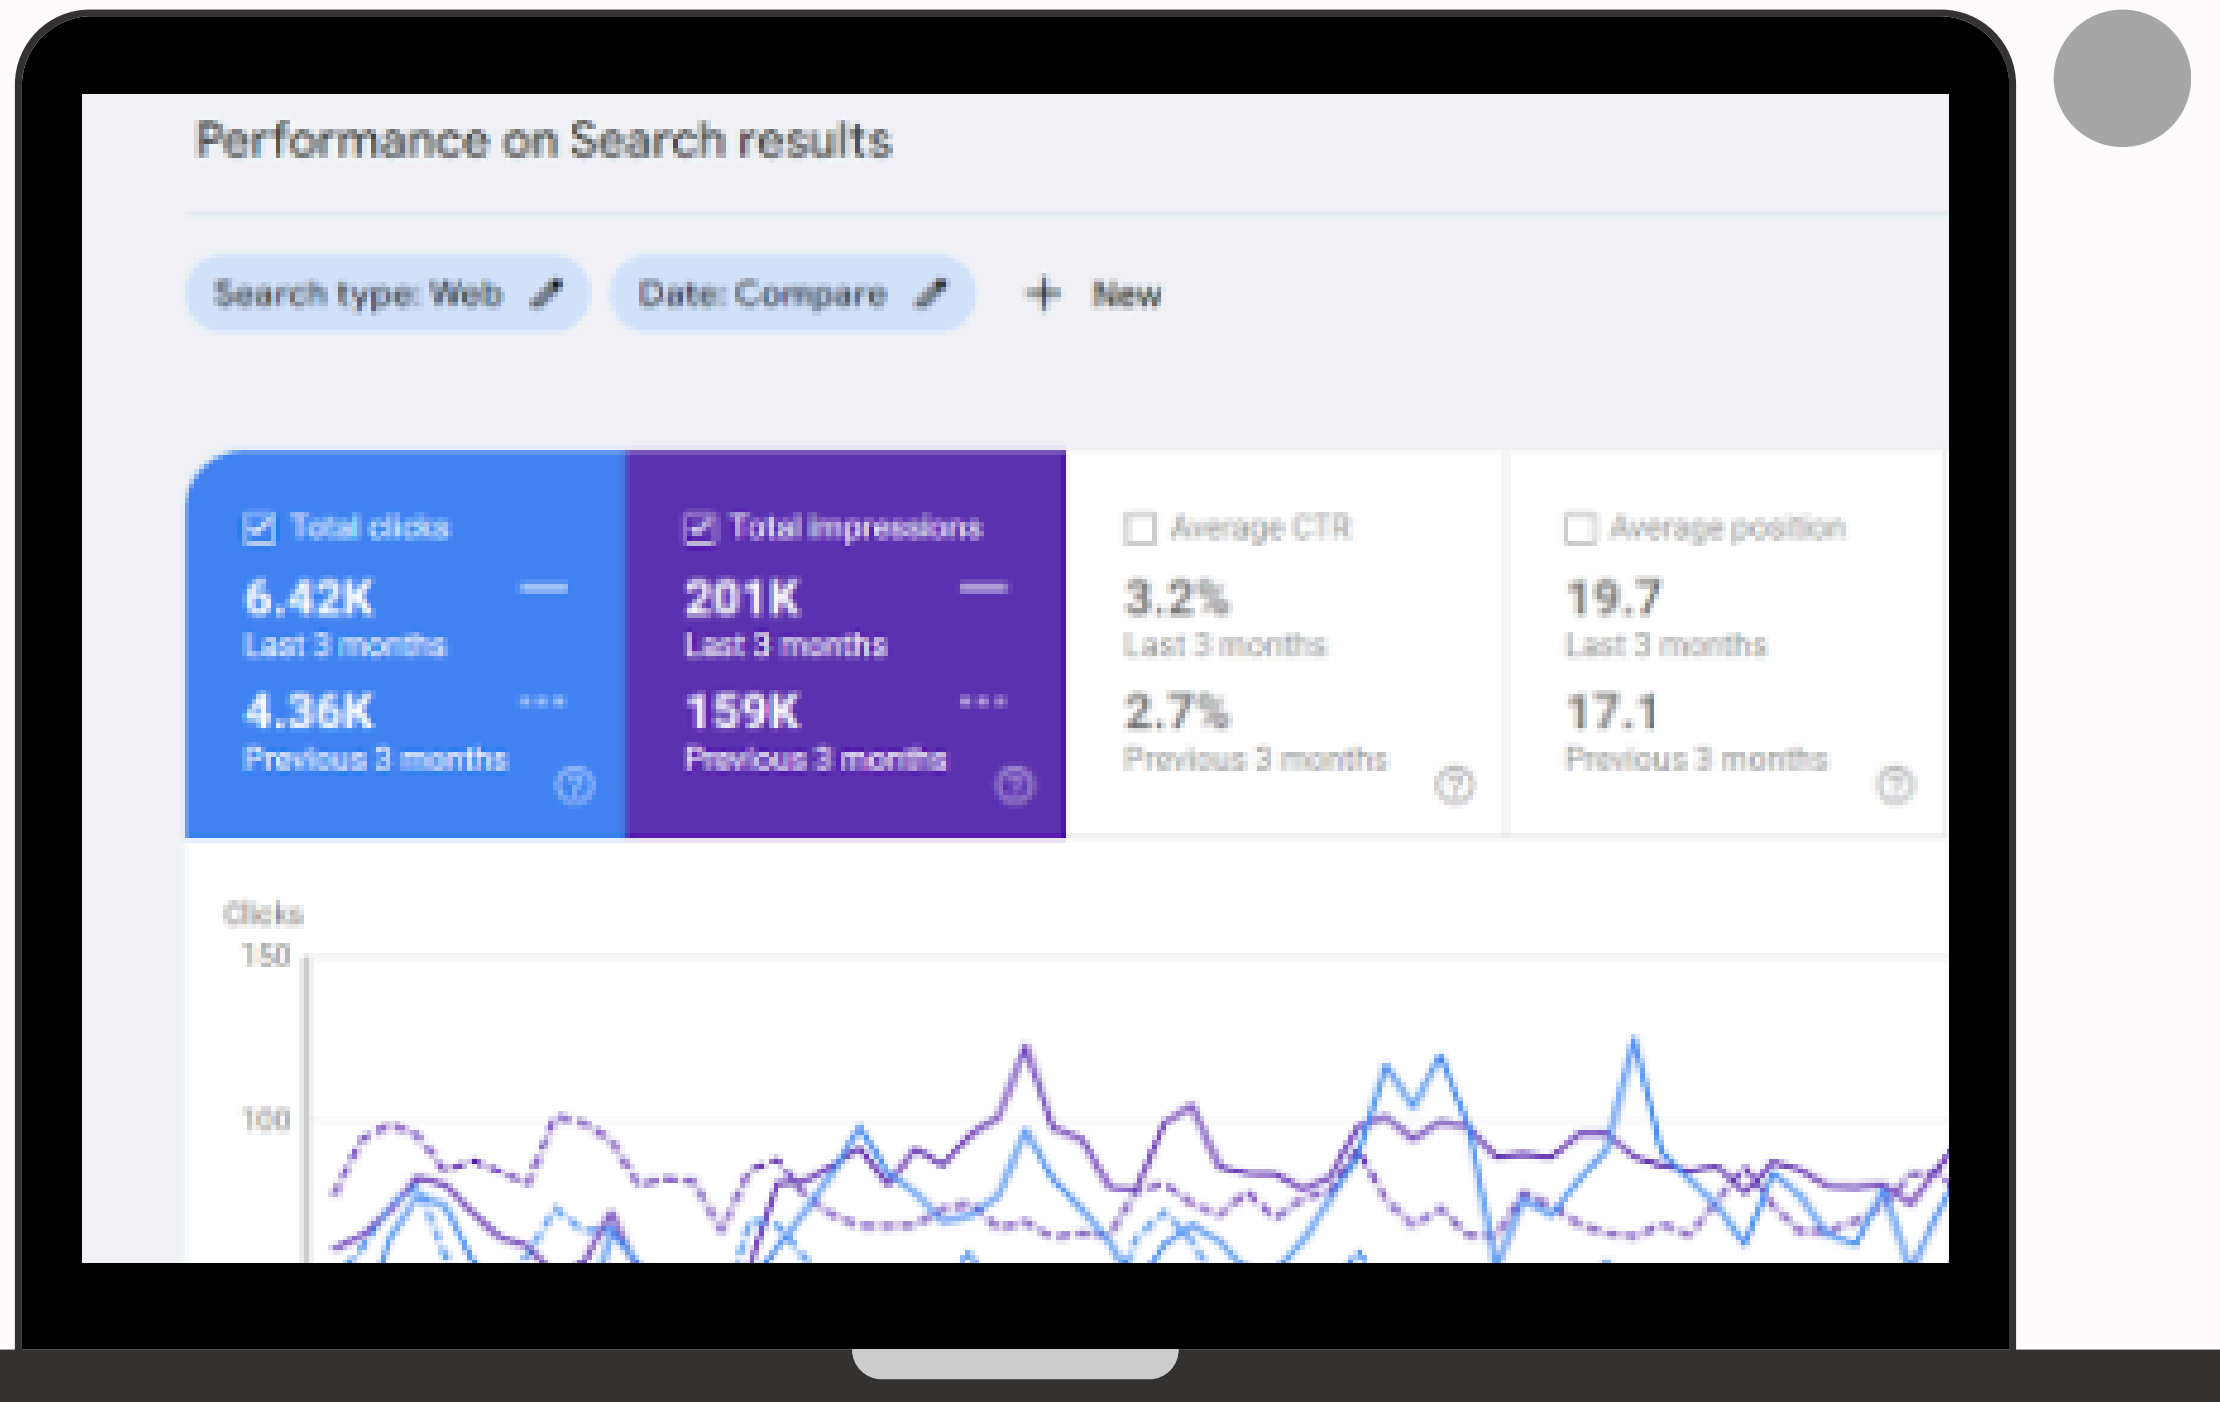 Performance on Search results
Search type: Web
Date: Compare
+ New
Total clicks
6.42K
Last 3 months
4.36K
Previous 3 months
Total impressions
201K
Last 3 months
159K
Previous 3 months
Average CTR
3.2%
Last 3 months
2.7%
Previous 3 months
Average position
19.7
Last 3 months
17.1
Previous 3 months
Clicks
150
100